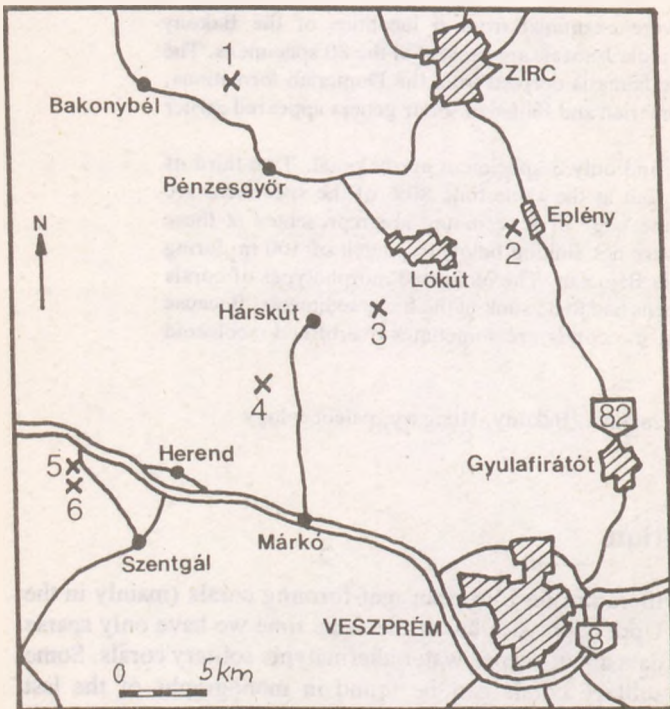 1
ZIRC
Bakonybél
Pénzesgyőr
N
Eplény
2
Lókút
Hárskút
3
4
82
Herend
5
Gyulafirátót
6
Márkó
Szentgál
VESZPRÉM
8
0 5km